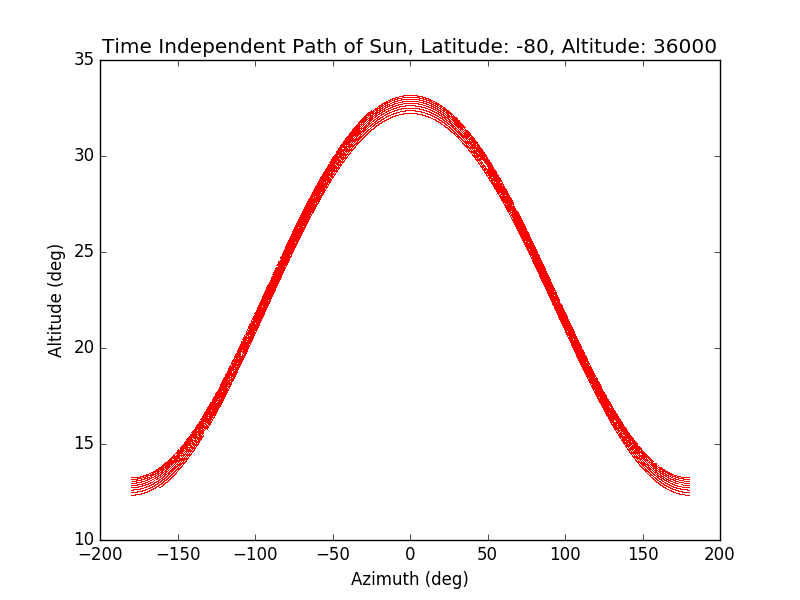 Time Independent Path of Sun, Latitude: -80, Altitude: 36000
35
30
25
20
15
10
Altitude (deg)
−200 −150 −100 −50 0 50 100 150 200
Azimuth (deg)